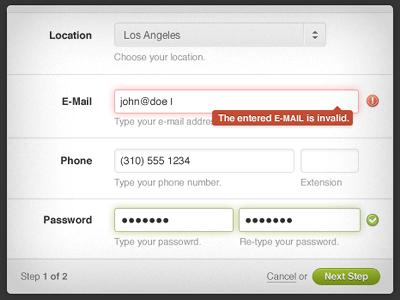 Location
Los Angeles
Choose your location.
E-Mail
john@doe
Type your e-mail addre
The entered E-MAIL is invalid.
Phone
(310) 555 1234
Type your phone number.
Extension
Password
Type your passowrd.
Re-type your password.
Step 1 of 2
Cancel or
Next Step